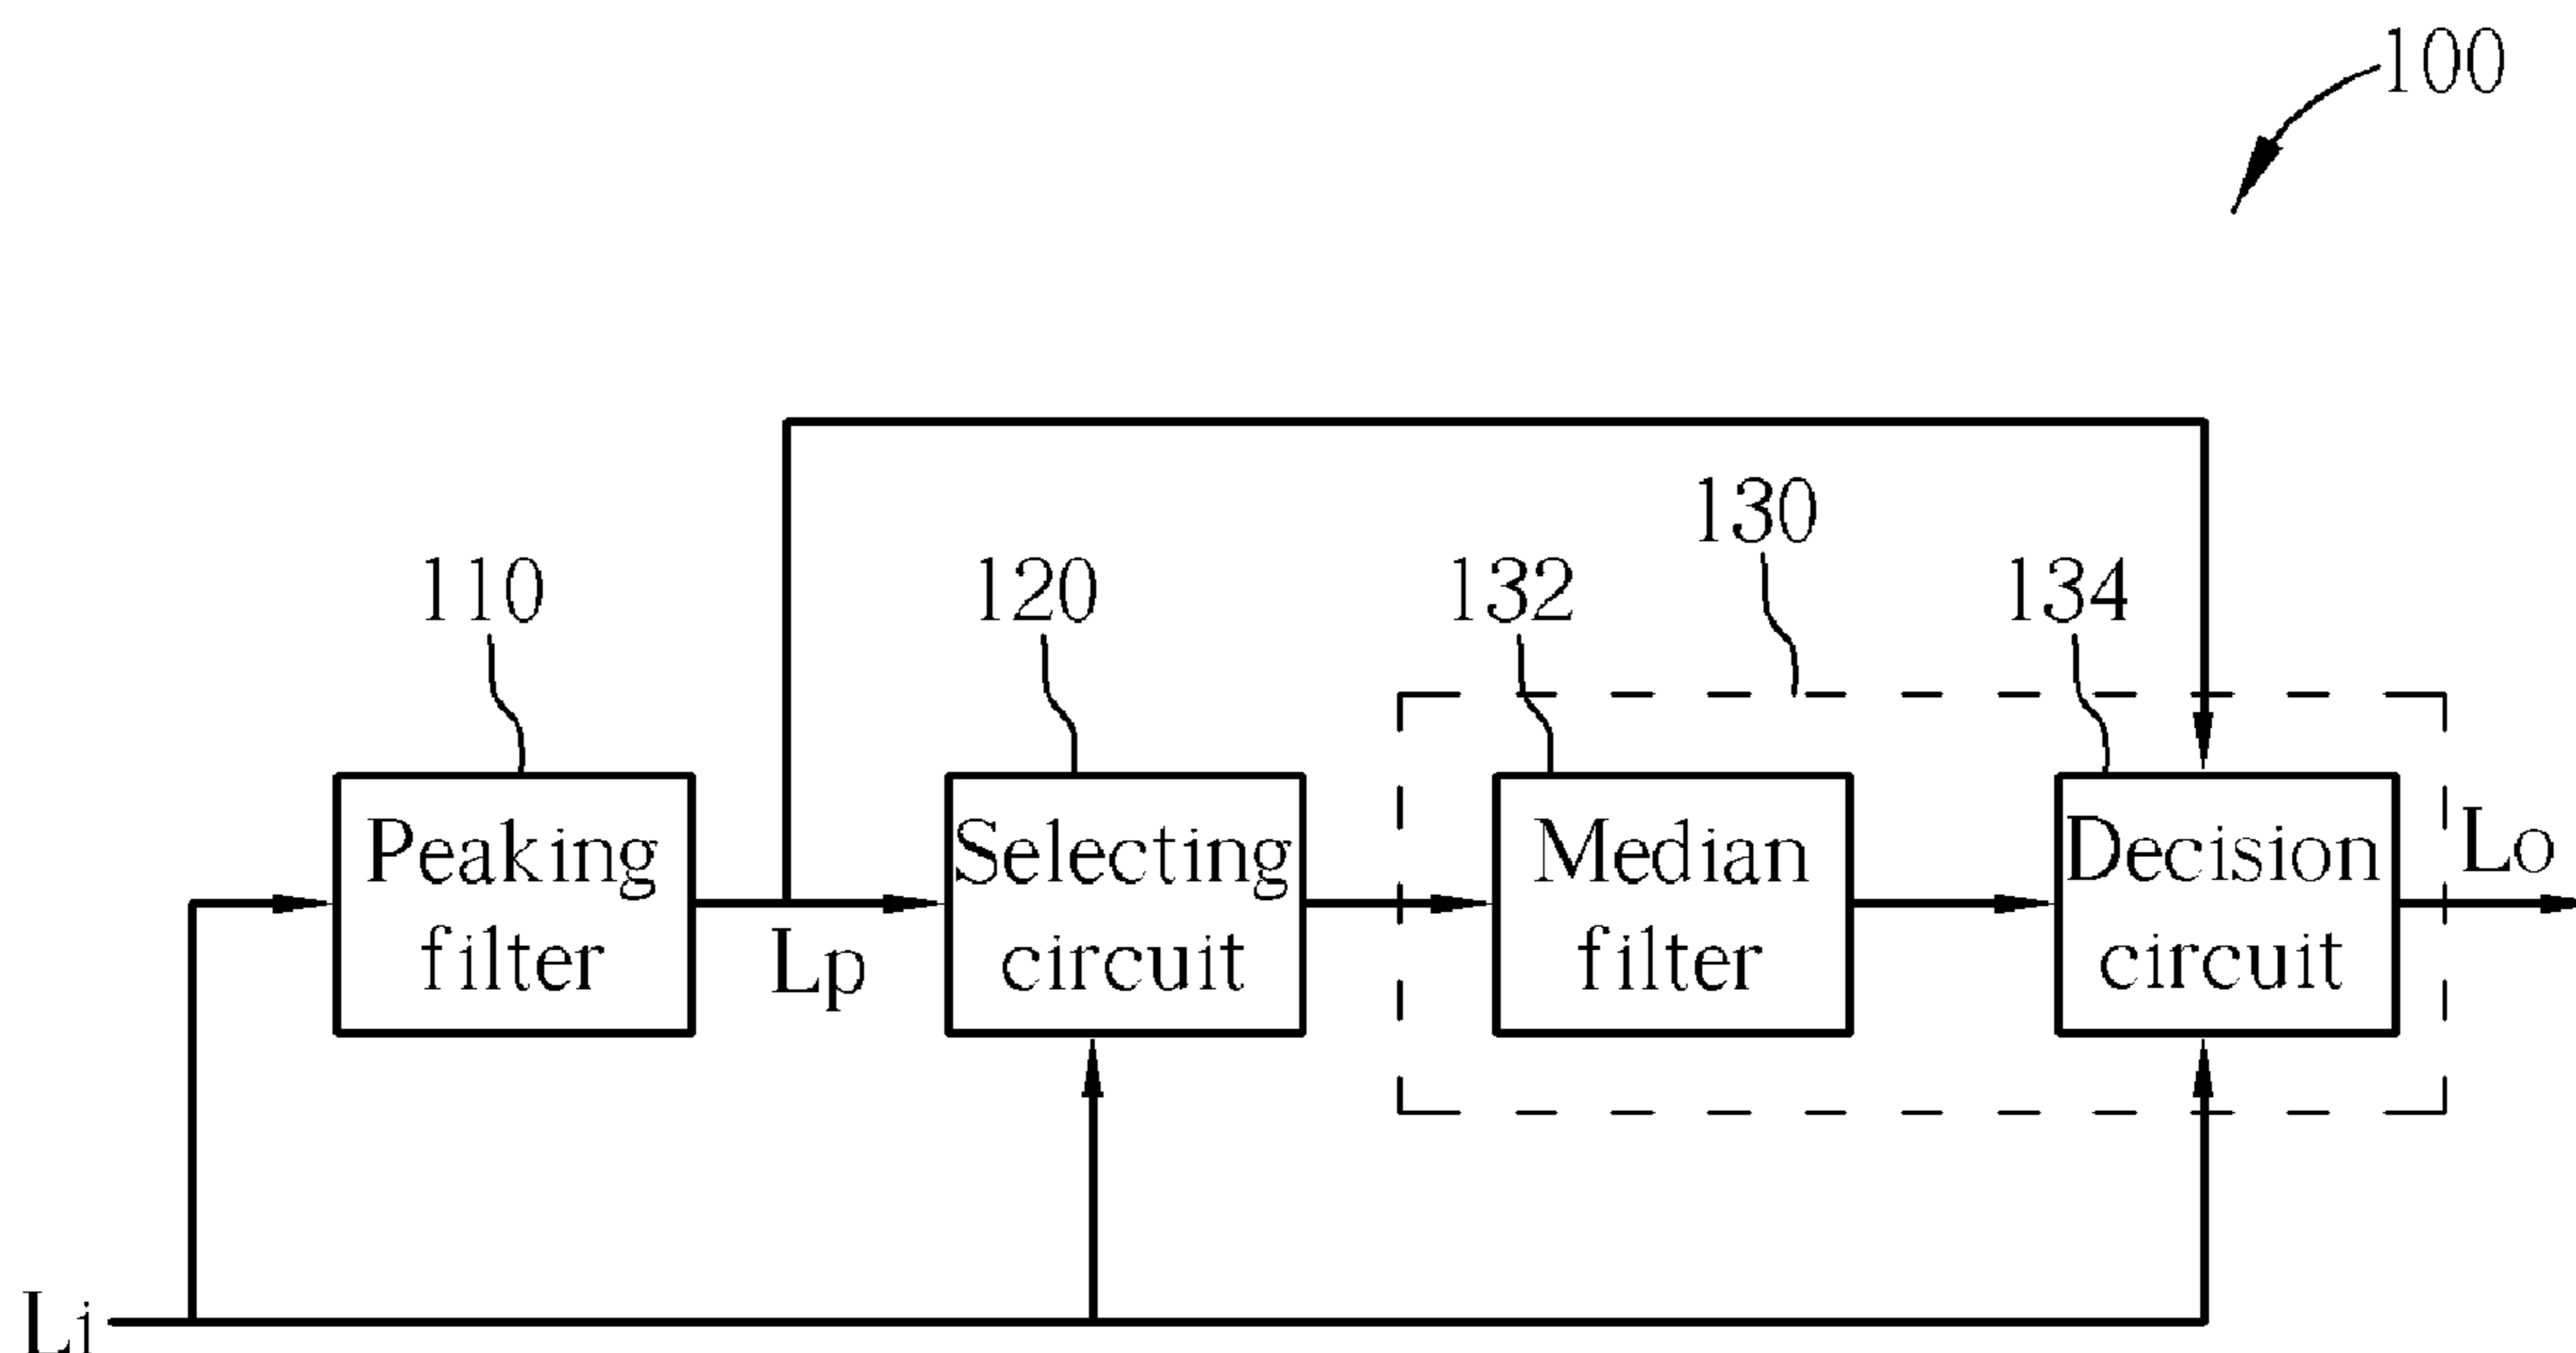 100
130
110
120
132
134
Peaking
filter
Lp
Selecting
circuit
Median
filter
Decision
circuit
Lo
Li